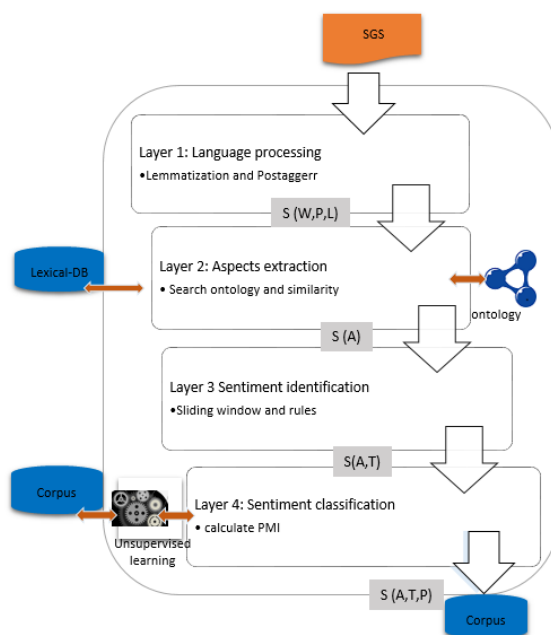 SGS
Layer 1: Language processing
•Lemmatization and Postaggerr
S (W,P,L)
Lexical-DB
Layer 2: Aspects extraction
• Search ontology and similarity
ontology
S (A)
Layer 3 Sentiment identification
•Sliding window and rules
S(A,T)
Corpus
Layer 4: Sentiment classification
• calculate PMI
Unsupervised
learning
S (A,T,P)
Corpus